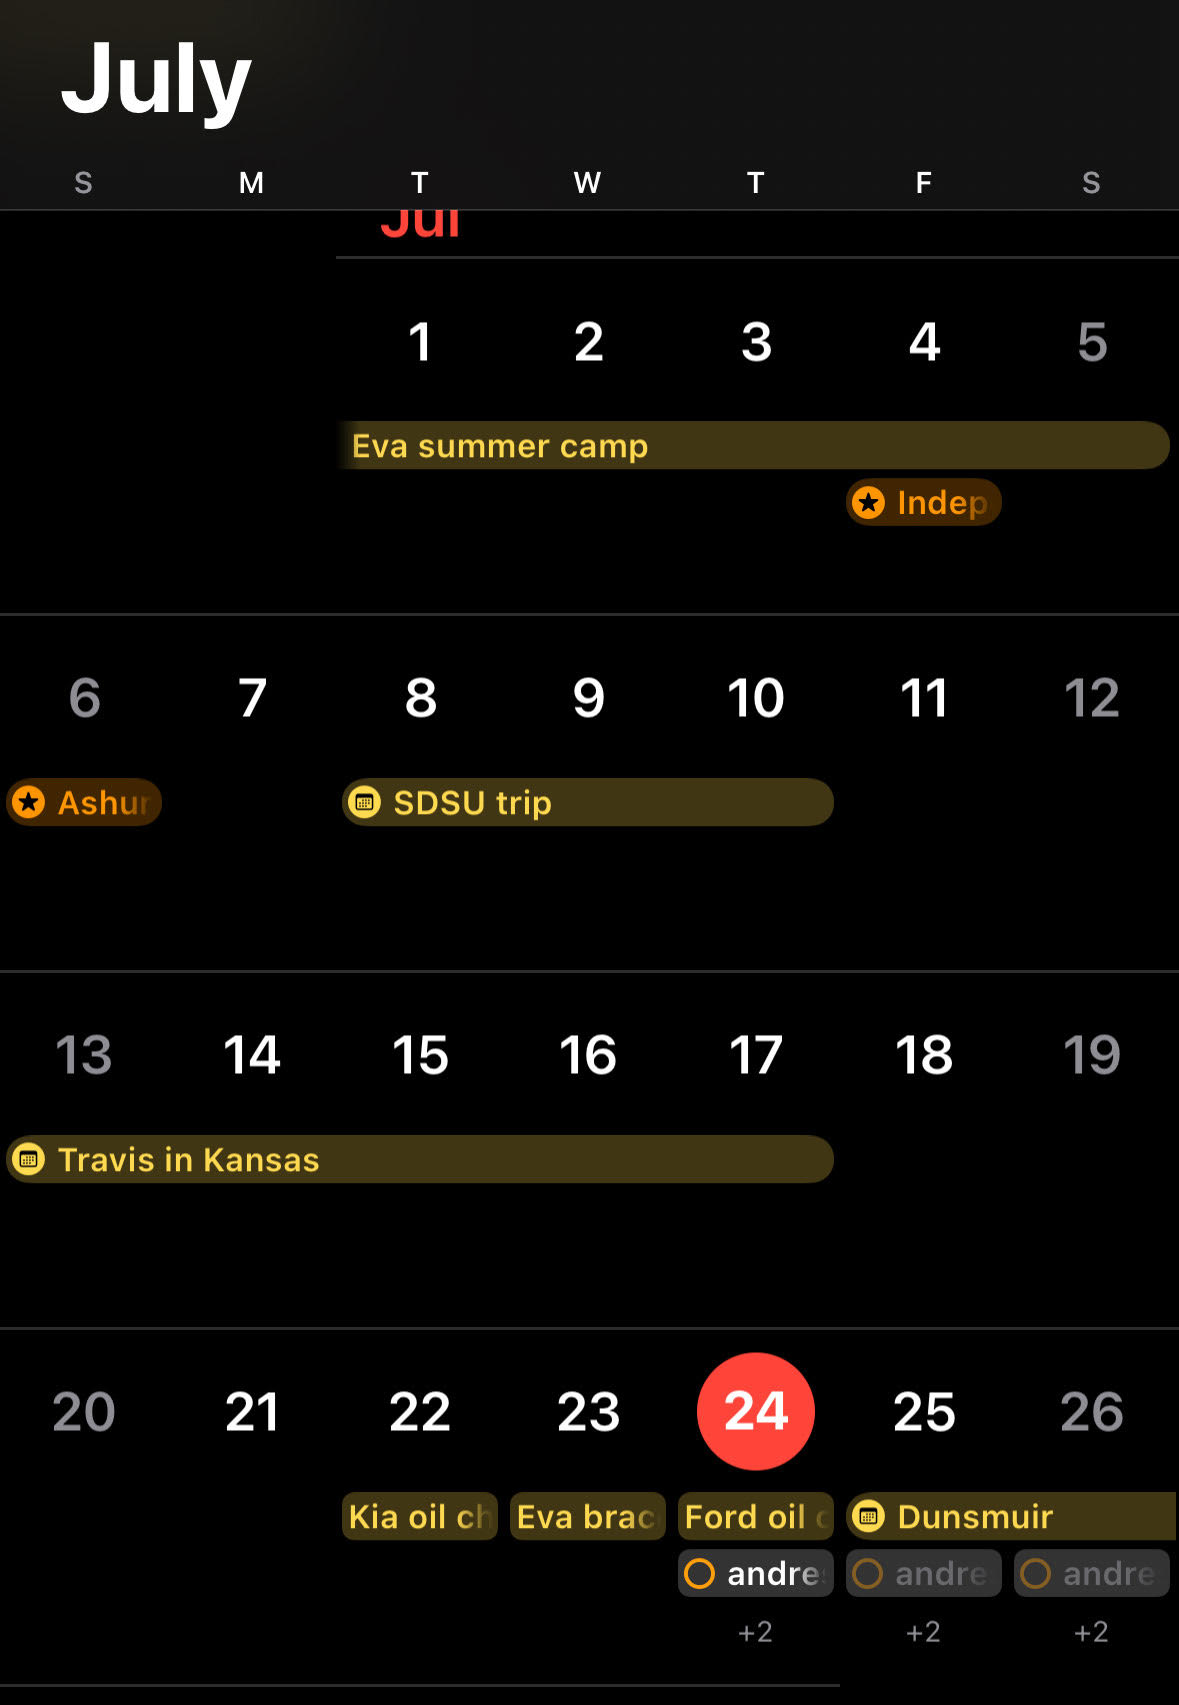 July
S M T W T F S
Jul
1 2 3 4 5
Eva summer camp
Indep
6 7 8 9 10 11 12
Ashur SDSU trip
13 14 15 16 17 18 19
Travis in Kansas
20 21 22 23 24 25 26
Kia oil ch Eva brac Ford oil c Dunsmuir
andre andre andre
+2 +2 +2